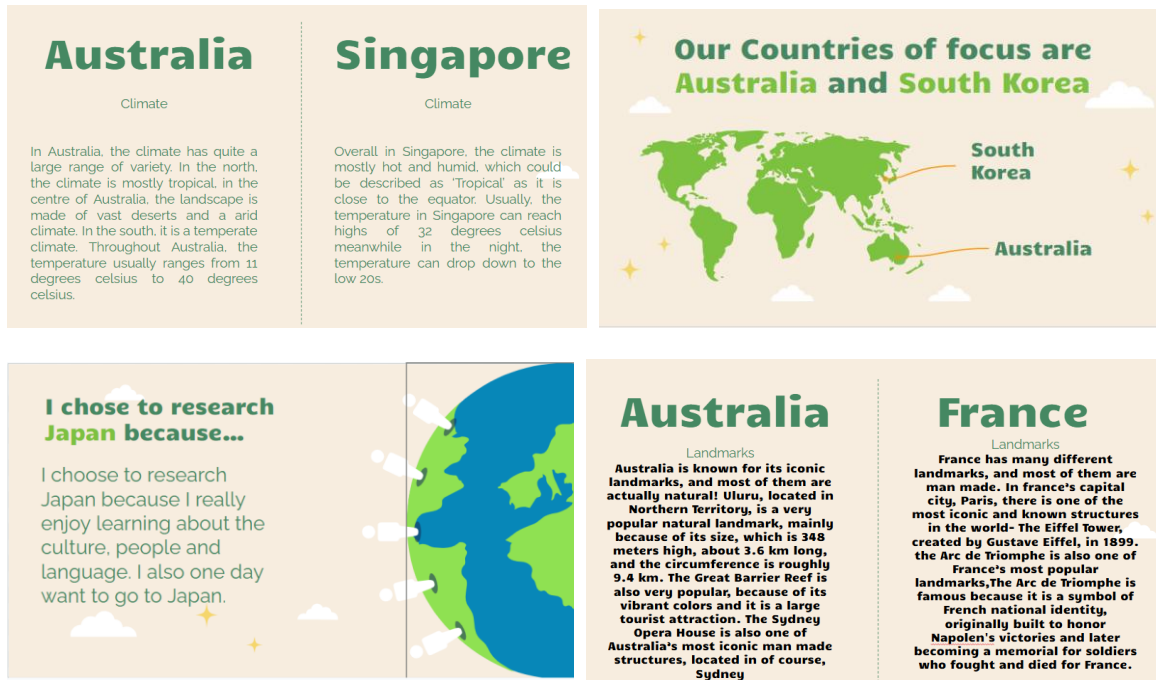 Australia
Climate
In Australia, the climate has quite a
large range of variety. In the north,
the climate is mostly tropical, in the
centre of Australia, the landscape is
made of vast deserts and a arid
climate. In the south, it is a temperate
climate. Throughout Australia, the
temperature usually ranges from 11
degrees celsius to 40 degrees
celsius.
Singapore
Climate
Overall in Singapore, the climate is
mostly hot and humid, which could
be described as 'Tropical' as it is
close to the equator. Usually, the
temperature in Singapore can reach
highs of 32 degrees celsius
meanwhile in the night, the
temperature can drop down to the
low 20s.
Our Countries of focus are
Australia and South Korea
South
Korea
Australia
I chose to research
Japan because...
I choose to research
Japan because I really
enjoy learning about the
culture, people and
language. I also one day
want to go to Japan.
Australia
Landmarks
Australia is known for its iconic
landmarks, and most of them are
actually natural! Uluru, located in
Northern Territory, is a very
popular natural landmark, mainly
because of its size, which is 348
meters high, about 3.6 km long,
and the circumference is roughly
9.4 km. The Great Barrier Reef is
also very popular, because of its
vibrant colors and it is a large
tourist attraction. The Sydney
Opera House is also one of
Australia's most iconic man made
structures, located in of course,
Sydney
France
Landmarks
France has many different
landmarks, and most of them are
man made. In france's capital
city, Paris, there is one of the
most iconic and known structures
in the world- The Eiffel Tower,
created by Gustave Eiffel, in 1899.
the Arc de Triomphe is also one of
France's most popular
landmarks,The Arc de Triomphe is
famous because it is a symbol of
French national identity,
originally built to honor
Napolen's victories and later
becoming a memorial for soldiers
who fought and died for France.